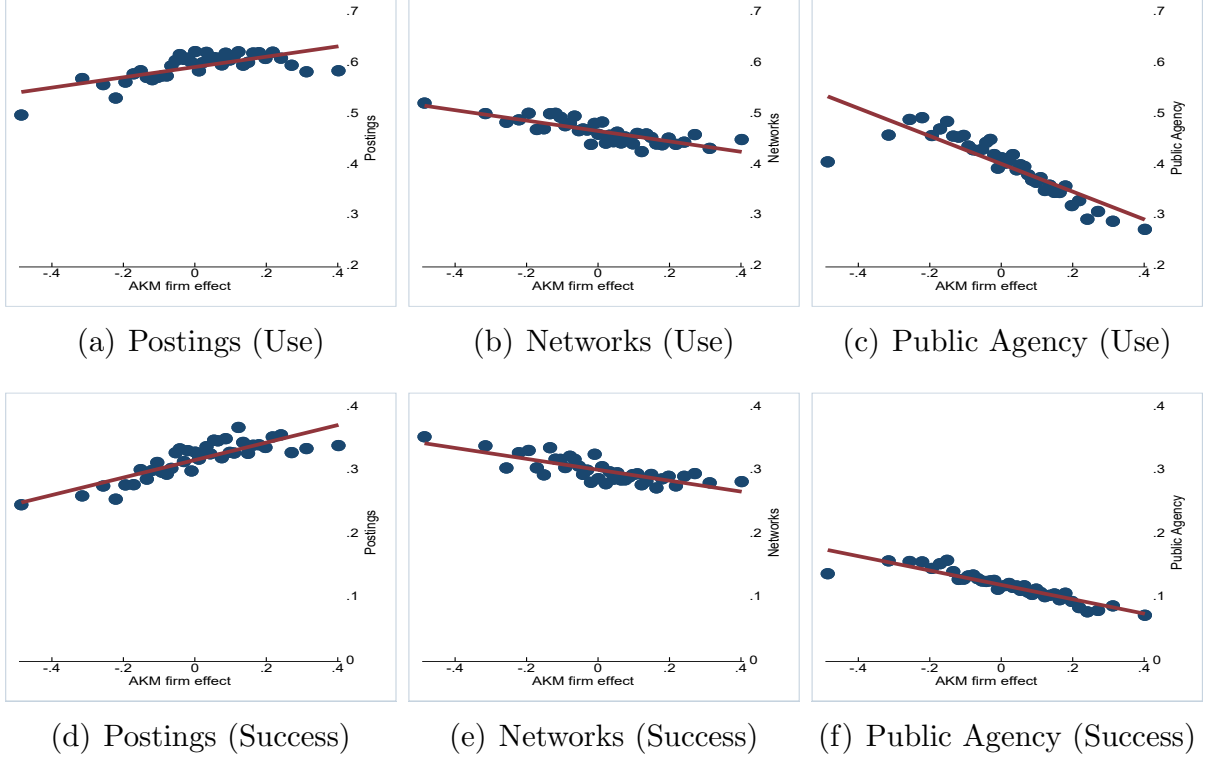 .7
.6
.5
.4
.3
.2
Postings
-.4 -.2 0 .2 .4
AKM firm effect
(a) Postings (Use)
.7
.6
.5
.4
.3
.2
Networks
-.4 -.2 0 .2 .4
AKM firm effect
(b) Networks (Use)
.7
.6
.5
.4
.3
.2
Public Agency
-.4 -.2 0 .2 .4
AKM firm effect
(c) Public Agency (Use)
.4
.3
.2
.1
0
Postings
-.4 -.2 0 .2 .4
AKM firm effect
(d) Postings (Success)
.4
.3
.2
.1
0
Networks
-.4 -.2 0 .2 .4
AKM firm effect
(e) Networks (Success)
.4
.3
.2
.1
0
Public Agency
-.4 -.2 0 .2 .4
AKM firm effect
(f) Public Agency (Success)